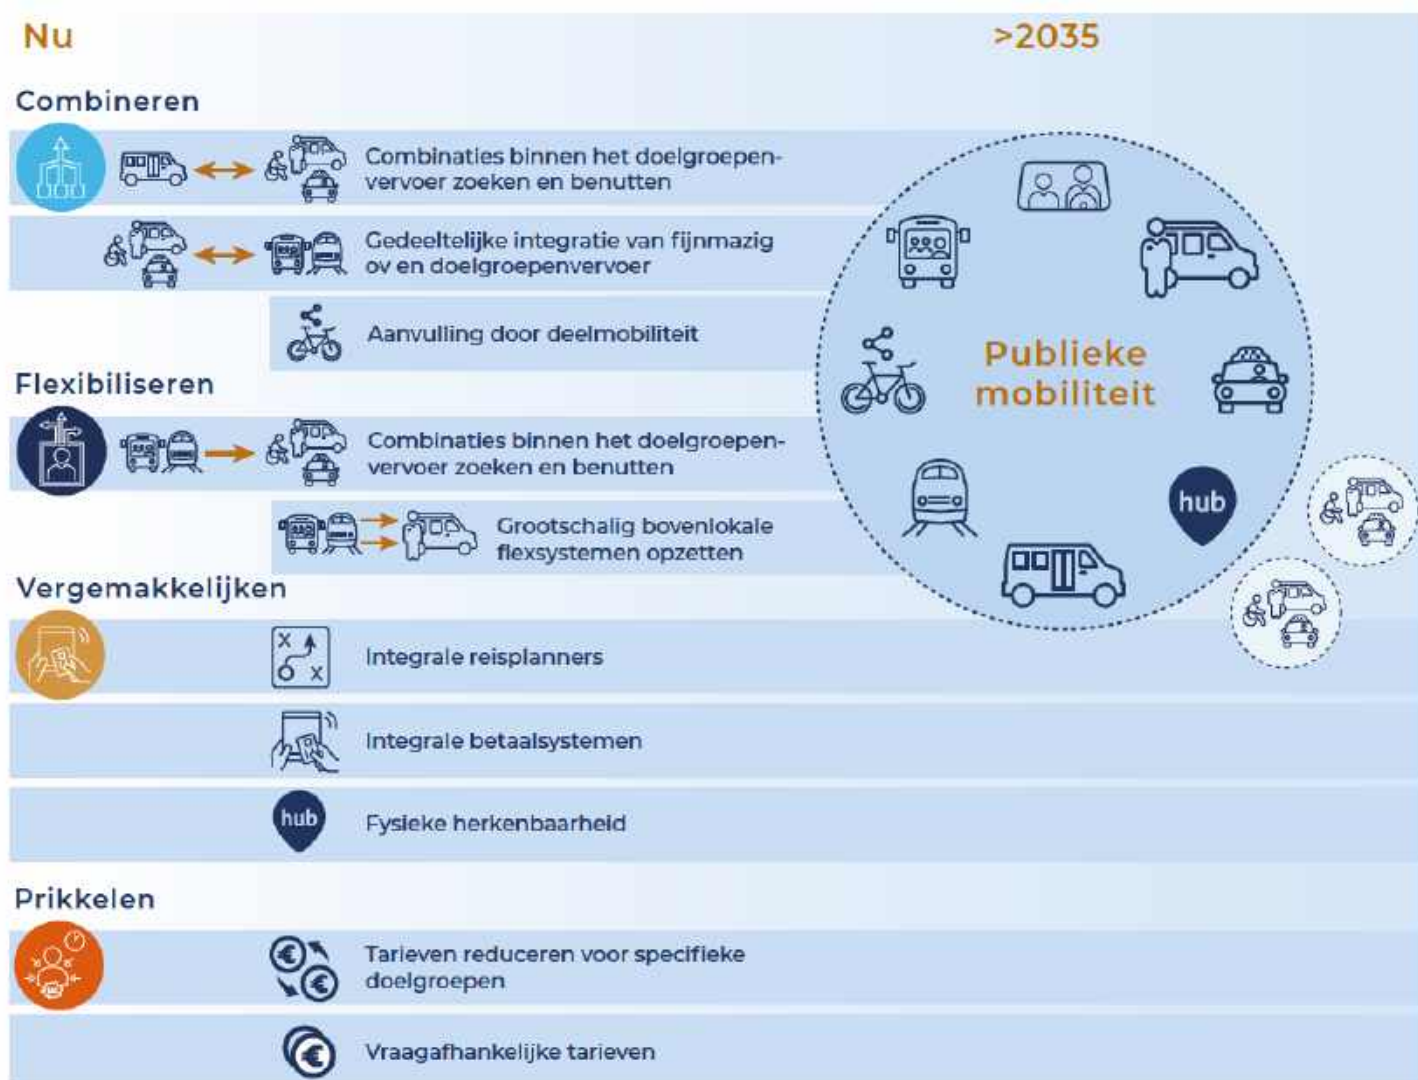 Nu
>2035
Combineren
Combinaties binnen het doelgroepen-
vervoer zoeken en benutten
Gedeeltelijke integratie van fijnmazig
ov en doelgroepenvervoer
Aanvulling door deelmobiliteit
Publieke
mobiliteit
hub
Flexibiliseren
Combinaties binnen het doelgroepen-
vervoer zoeken en benutten
Grootschalig bovenlokale
flexsystemen opzetten
Vergemakkelijken
Integrale reisplanners
Integrale betaalsystemen
hub
Fysieke herkenbaarheid
Prikkelen
Tarieven reduceren voor specifieke
doelgroepen
Vraagafhankelijke tarieven